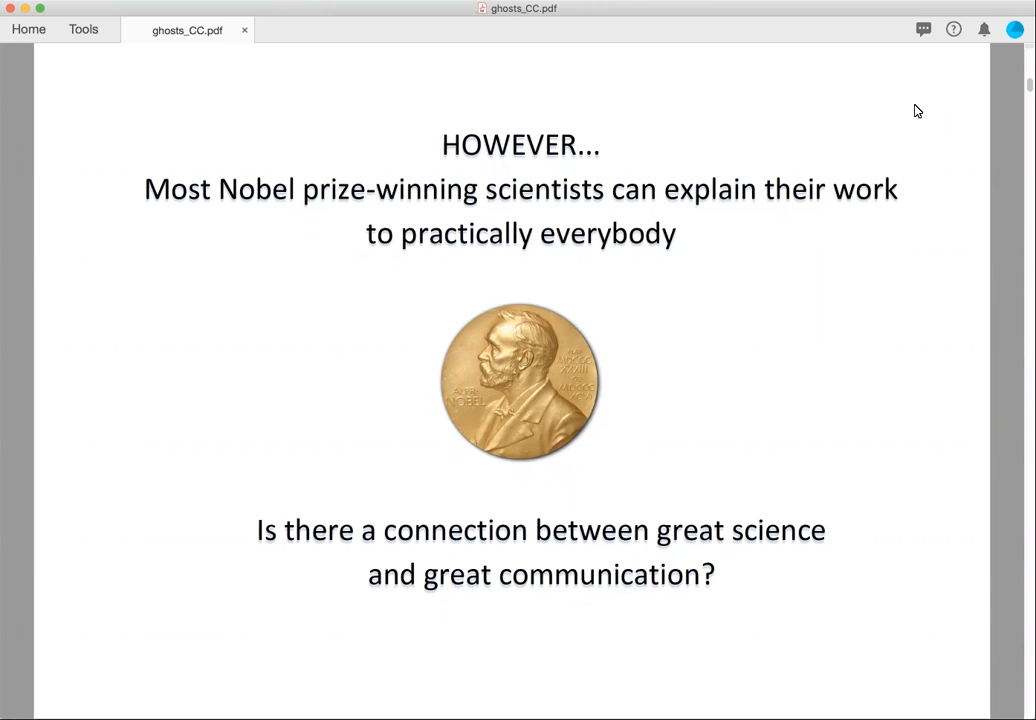 ghosts_CC.pdf
Home Tools ghosts_CC.pdf ×
HOWEVER...
Most Nobel prize-winning scientists can explain their work
to practically everybody
NOBEL
Is there a connection between great science
and great communication?